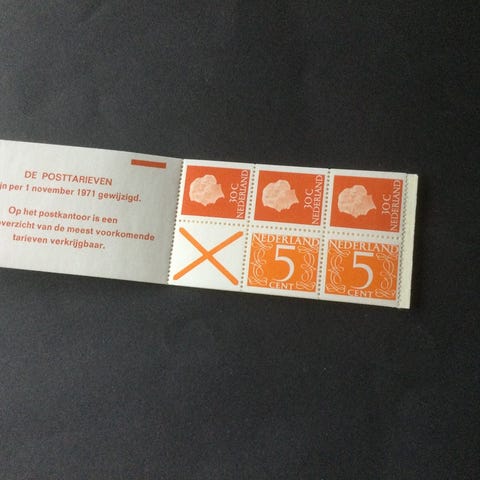 DE POSTTARIEVEN
per 1 november 1971 gewijzigd.
Op het postkantoor is een
overzicht van de meest voorkomende
tarieven verkrijgbaar.
30 C
NEDERLAND
30 C
NEDERLAND
30 C
NEDERLAND
NEDERLAND
5
CENT
NEDERLAND
5
CENT